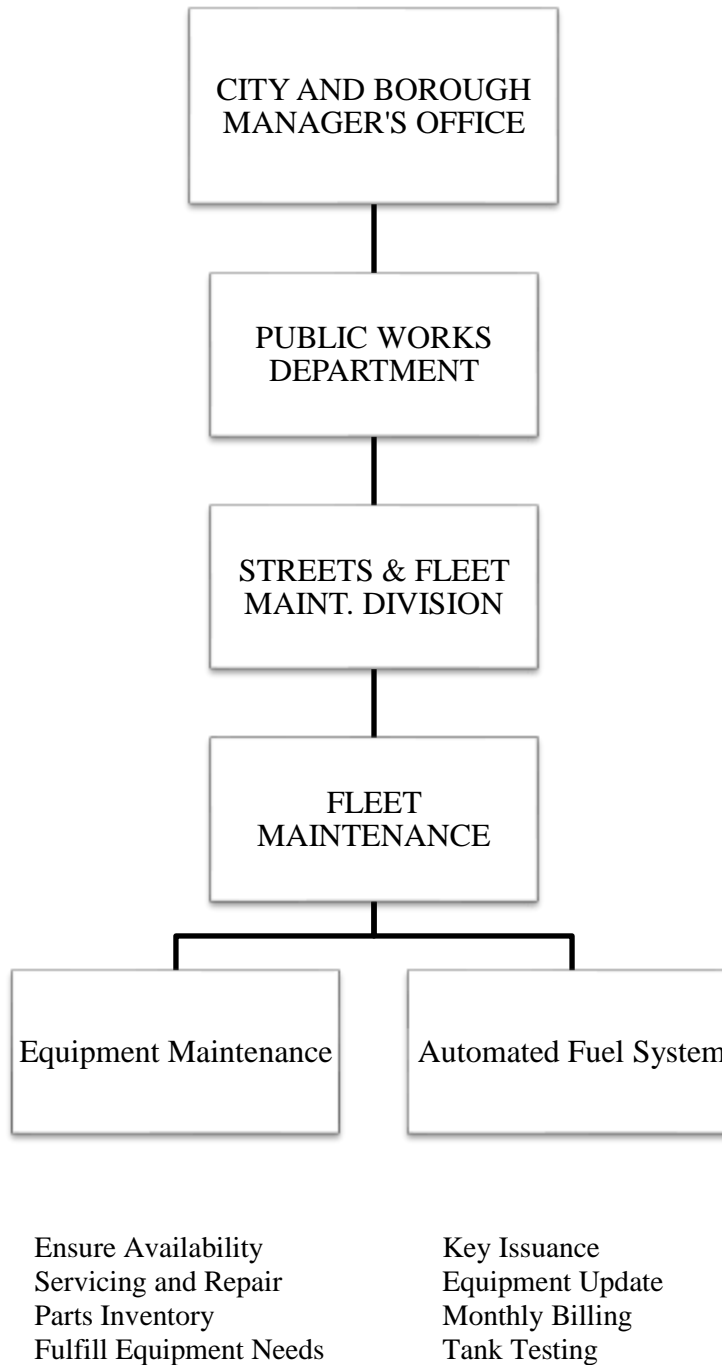 CITY AND BOROUGH
MANAGER'S OFFICE
PUBLIC WORKS
DEPARTMENT
STREETS & FLEET
MAINT. DIVISION
FLEET
MAINTENANCE
Equipment Maintenance
Automated Fuel System
Ensure Availability
Servicing and Repair
Parts Inventory
Fulfill Equipment Needs
Key Issuance
Equipment Update
Monthly Billing
Tank Testing